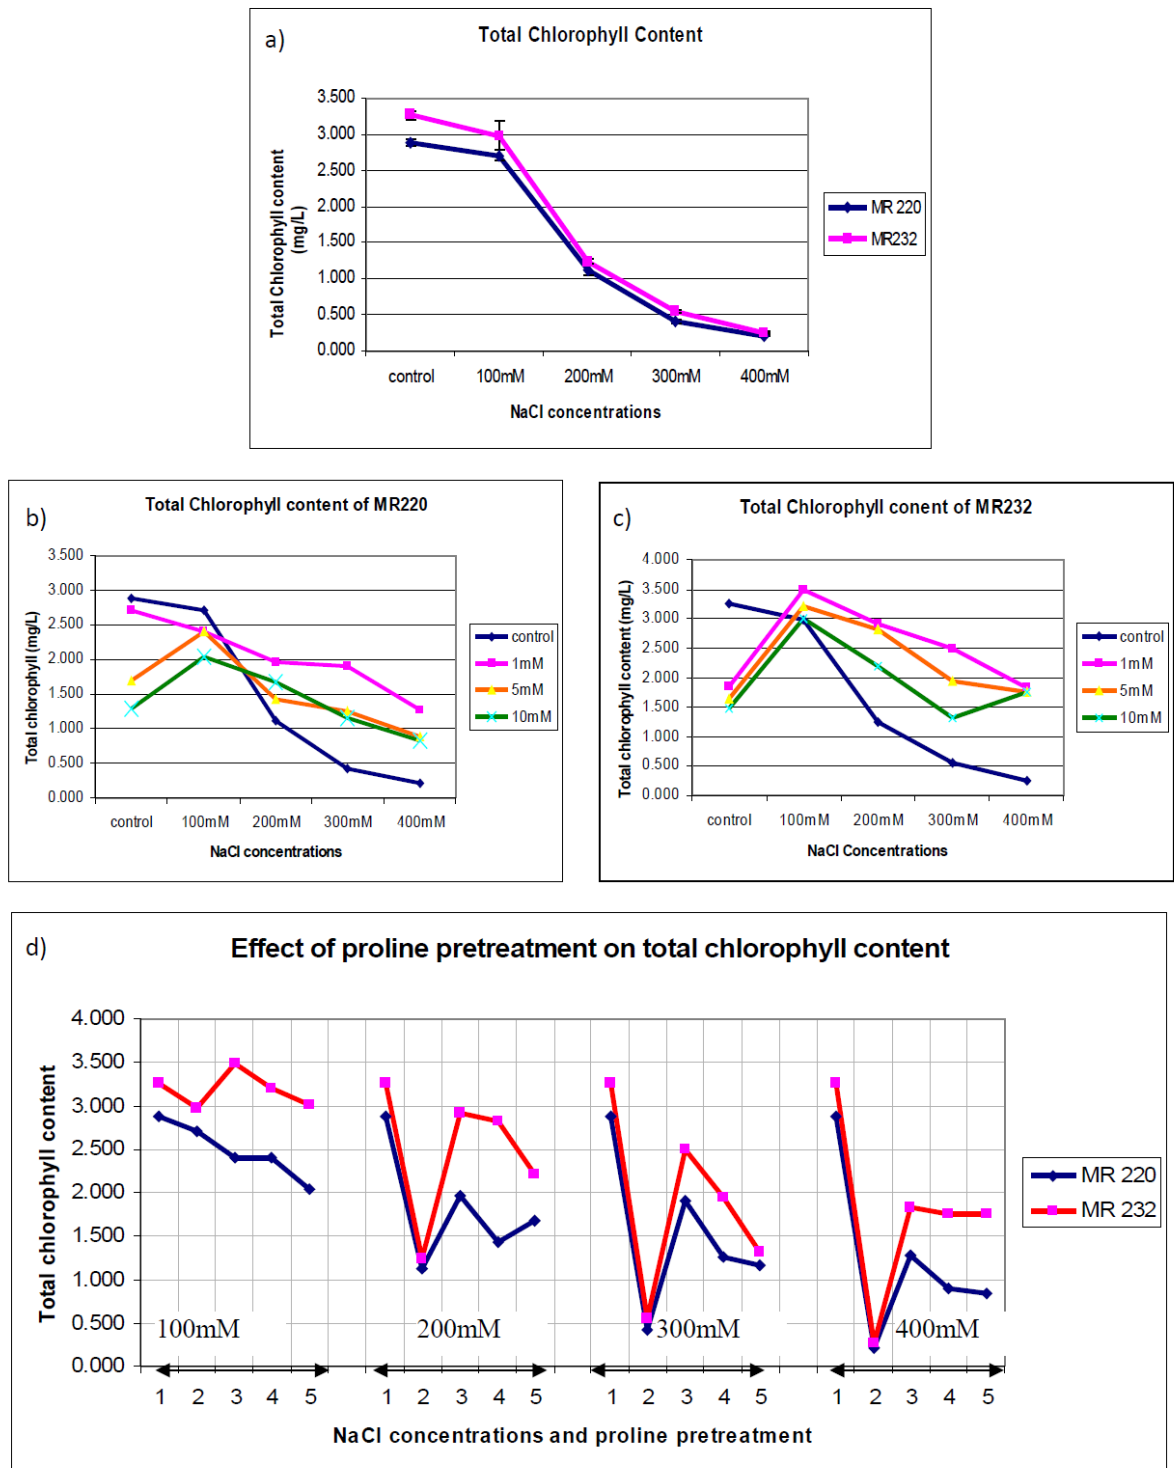 a)
Total Chlorophyll Content
3.500
3.000
2.500
2.000
1.500
1.000
0.500
0.000
Total Chlorophyll content
(mg/L)
control 100mM 200mM 300mM 400mM
NaCl concentrations
MR 220
MR232
b)
Total Chlorophyll content of MR220
3.500
3.000
2.500
2.000
1.500
1.000
0.500
0.000
Total chlorophyll (mg/L)
control 100mM 200mM 300mM 400mM
NaCl concentrations
control
1mM
5mM
10mM
c)
Total Chlorophyll conent of MR232
4.000
3.500
3.000
2.500
2.000
1.500
1.000
0.500
0.000
Total chlorophyll content (mg/L)
control 100mM 200mM 300mM 400mM
NaCl Concentrations
control
1mM
5mM
10mM
d)
Effect of proline pretreatment on total chlorophyll content
4.000
3.500
3.000
2.500
2.000
1.500
1.000
0.500
0.000
Total chlorophyll content
100mM 200mM 300mM 400mM
1 2 3 4 5 1 2 3 4 5 1 2 3 4 5 1 2 3 4 5
NaCl concentrations and proline pretreatment
MR 220
MR 232